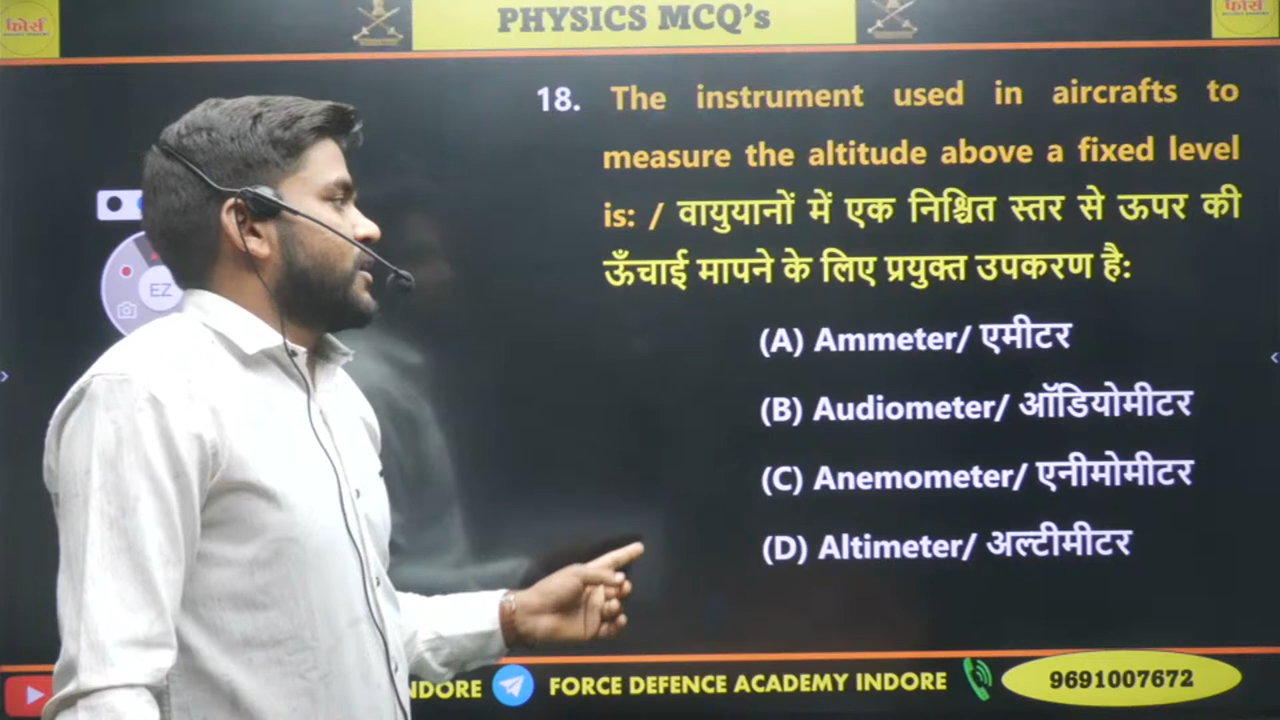 फोर्स
PHYSICS MCQ’s
फोर्स
18. The instrument used in aircrafts to
measure the altitude above a fixed level
is: / वायुयानों में एक निश्चित स्तर से ऊपर की
ऊँचाई मापने के लिए प्रयुक्त उपकरण है:
EZ
(A) Ammeter/ एमीटर
(B) Audiometer/ ऑडियोमीटर
(C) Anemometer/ एनीमोमीटर
(D) Altimeter/ अल्टीमीटर
NDORE
FORCE DEFENCE ACADEMY INDORE
9691007672